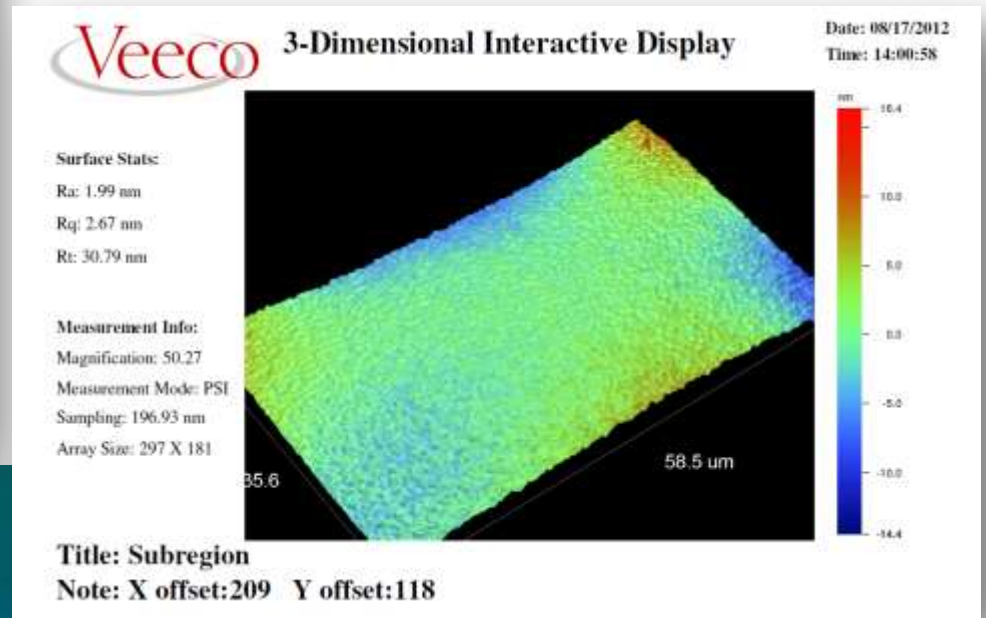 Veeco
3-Dimensional Interactive Display
Date: 08/17/2012
Time: 14:00:58
Surface Stats:
Ra: 1.99 nm
Rq: 2.67 nm
Rt: 30.79 nm
Measurement Info:
Magnification: 50.27
Measurement Mode: PSI
Sampling: 196.93 nm
Array Size: 297 X 181
nm
16.4
10.0
5.0
0.0
-5.0
-10.0
-14.4
35.6
58.5 um
Title: Subregion
Note: X offset:209 Y offset:118